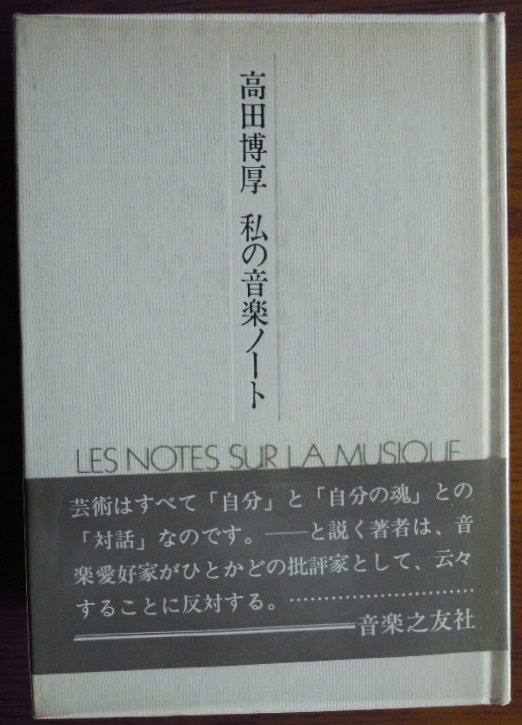 高田博厚 私の音楽ノート
LES NOTES SUR LA MUSIQUE
芸術はすべて「自分」と「自分の魂」との
「対話」なのです。――と説く著者は、音
楽愛好家がひとかどの批評家として、云々
することに反対する。…………………………
音楽之友社